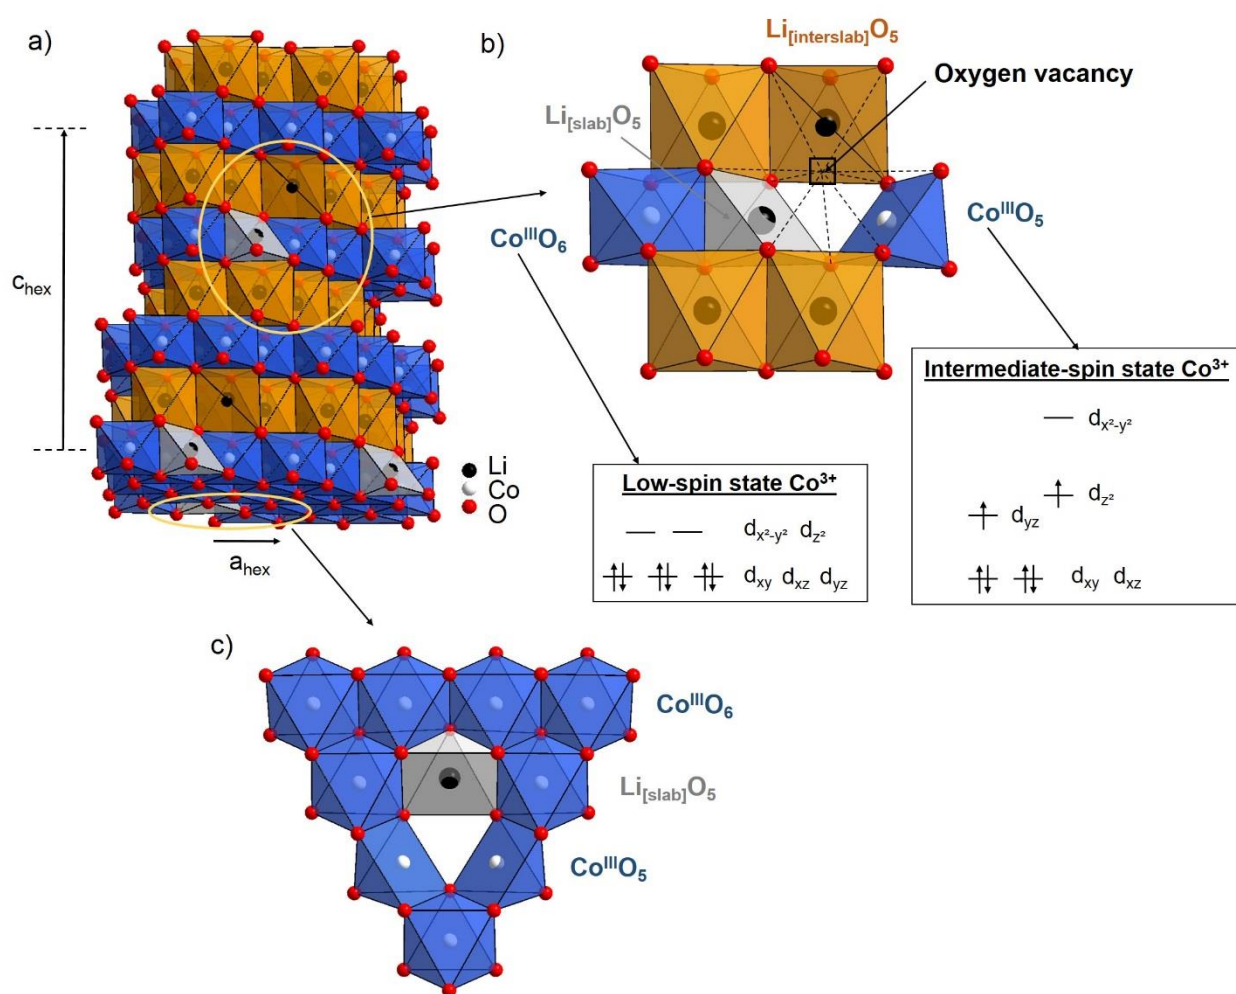 a)
b)
Li[interslab]O5
Oxygen vacancy
Li[slab]O5
chex
CoIIIO6
CoIIIO5
Li
Co
O
ahex
Low-spin state Co3+
dx²-y² dz²
dxy dxz dyz
Intermediate-spin state Co3+
dx²-y²
dz²
dyz
dxy dxz
c)
CoIIIO6
Li[slab]O5
CoIIIO5